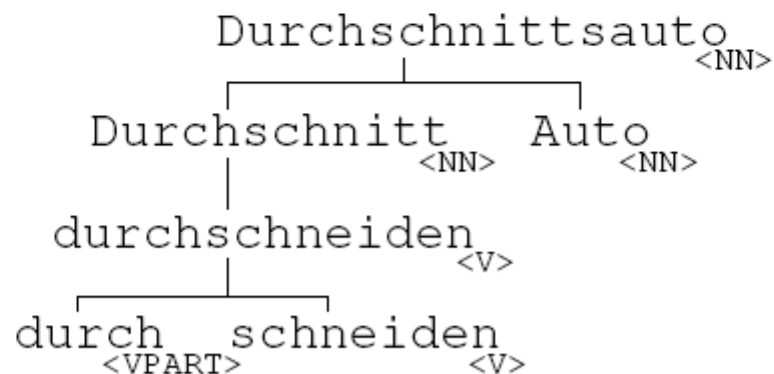 Durchschnittsauto<NN>
Durchschnitt<NN> Auto<NN>
durchschneiden<V>
durch<VPART> schneiden<V>